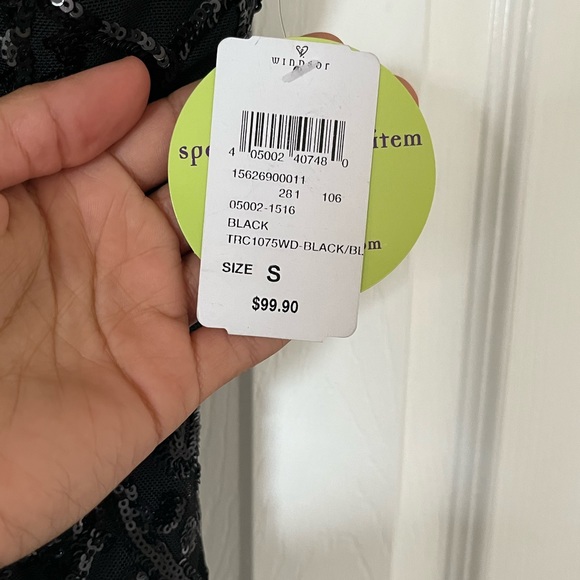 WINDSOR
spe
item
4 05002 40748 0
15626900011
281 106
05002-1516
BLACK
TRC1075WD-BLACK/BL
om
SIZE S
$99.90